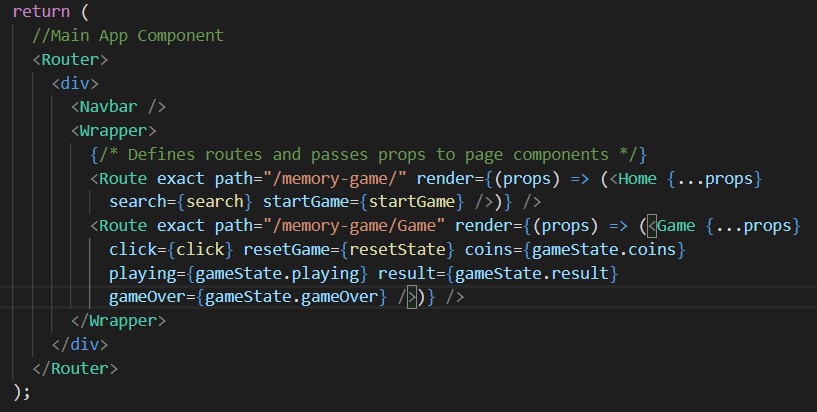 return (
//Main App Component
<Router>
<div>
<Navbar />
<Wrapper>
{/* Defines routes and passes props to page components */}
<Route exact path="/memory-game/" render={(props) => (<Home {...props}
search={search} startGame={startGame} />)} />
<Route exact path="/memory-game/Game" render={(props) => (<Game {...props}
click={click} resetGame={resetState} coins={gameState.coins}
playing={gameState.playing} result={gameState.result}
gameOver={gameState.gameOver} />)} />
</Wrapper>
</div>
</Router>
);